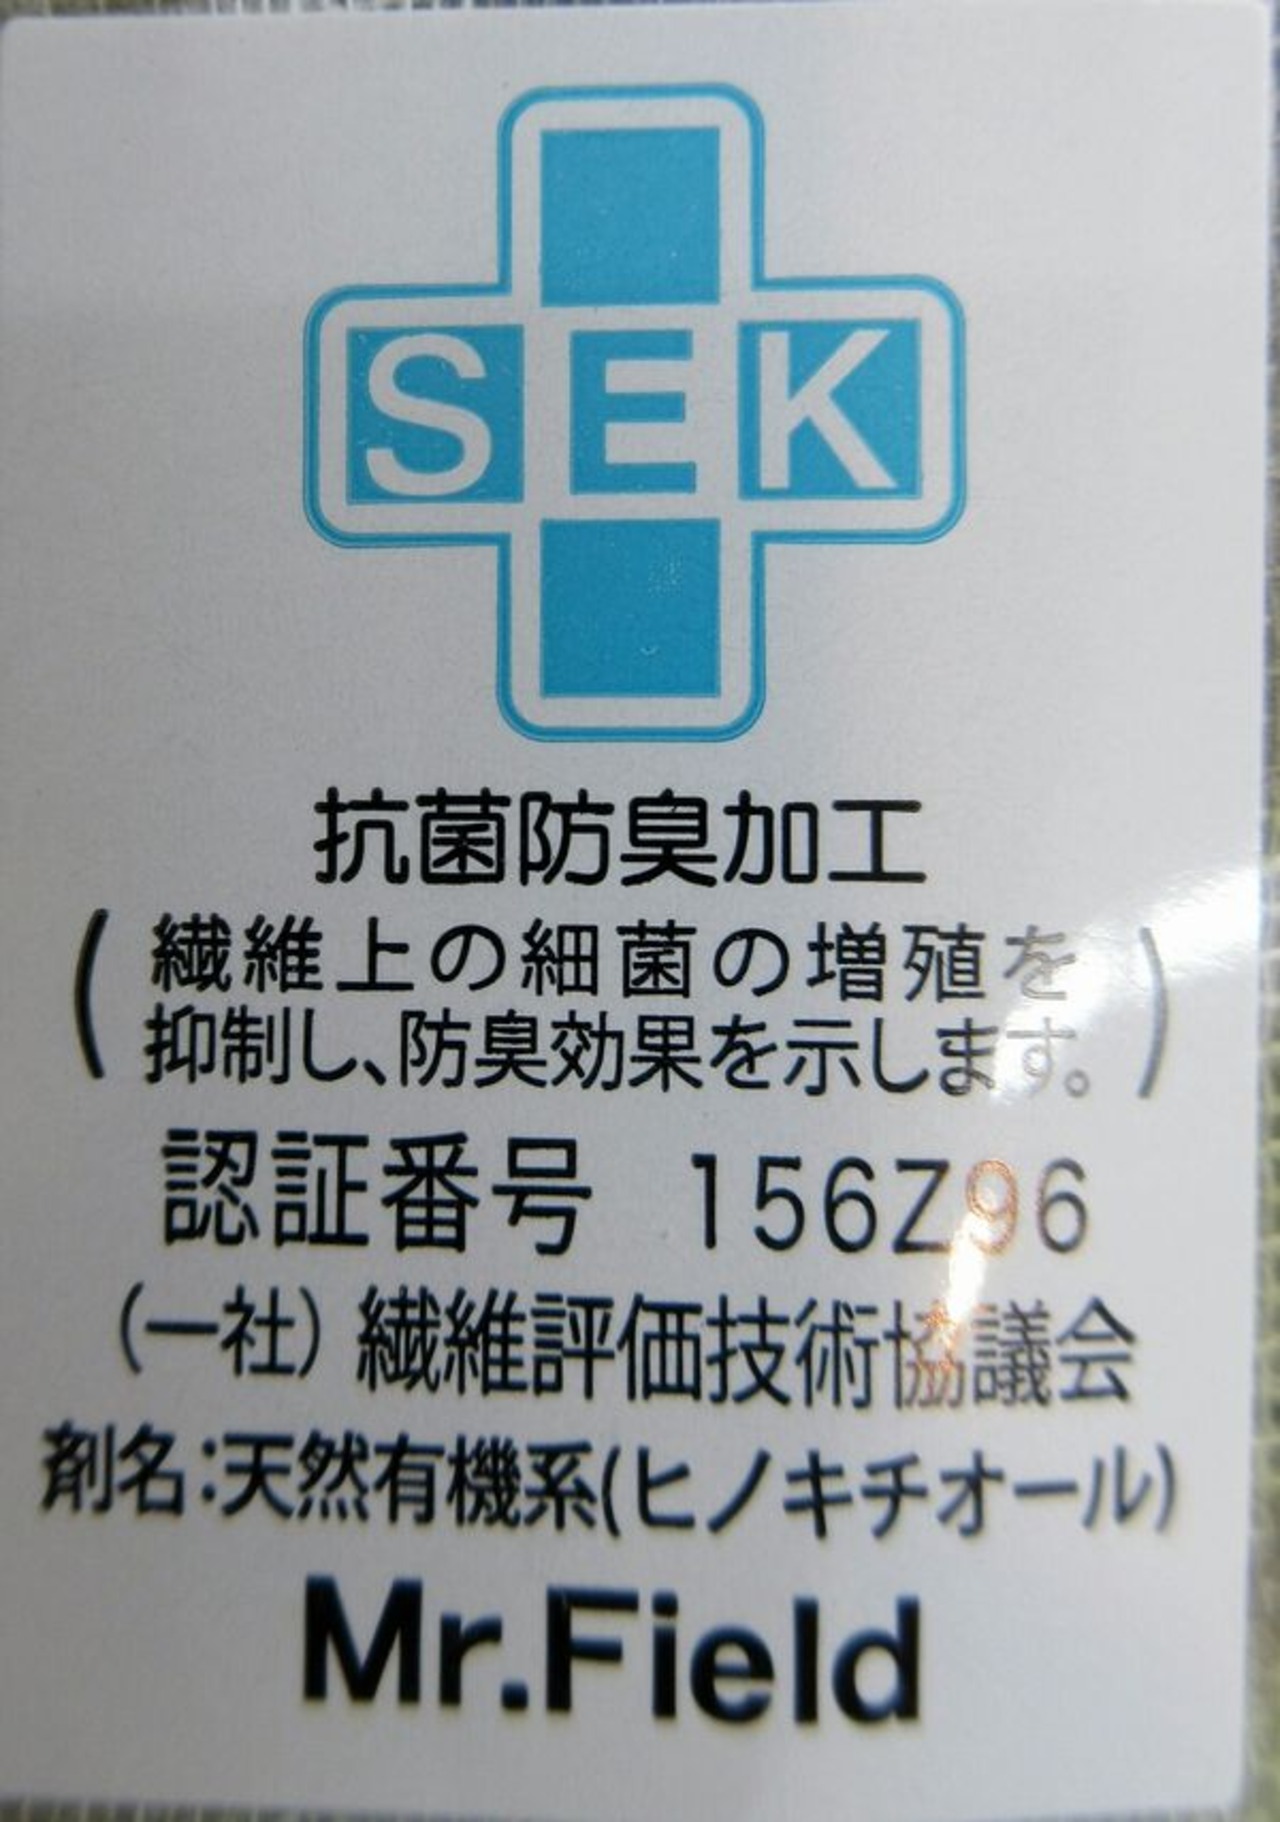 SEK
抗菌防臭加工
(繊維上の細菌の増殖を
抑制し、防臭効果を示します。)
認証番号 156Z96
(一社) 繊維評価技術協議会
剤名:天然有機系(ヒノキチオール)
Mr.Field